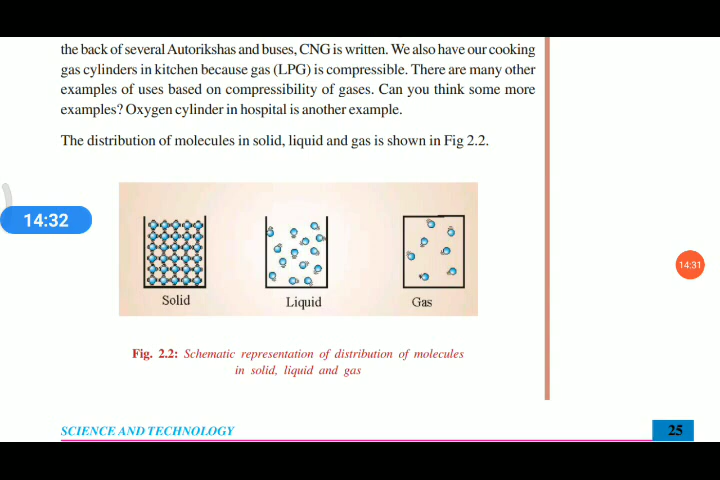 the back of several Autorikshas and buses, CNG is written. We also have our cooking
gas cylinders in kitchen because gas (LPG) is compressible. There are many other
examples of uses based on compressibility of gases. Can you think some more
examples? Oxygen cylinder in hospital is another example.
The distribution of molecules in solid, liquid and gas is shown in Fig 2.2.
14:32
14:31
Solid Liquid Gas
Fig. 2.2: Schematic representation of distribution of molecules
in solid, liquid and gas
SCIENCE AND TECHNOLOGY 25